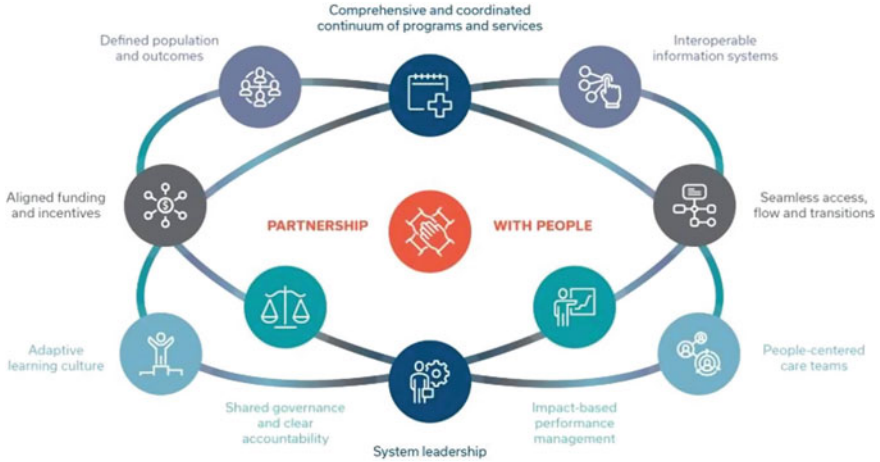 Comprehensive and coordinated
continuum of programs and services
Defined population
and outcomes
Interoperable
information systems
Aligned funding
and incentives
$
PARTNERSHIP
WITH PEOPLE
Seamless access,
flow and transitions
Adaptive
learning culture
People-centered
care teams
Shared governance
and clear
accountability
Impact-based
performance
management
System leadership